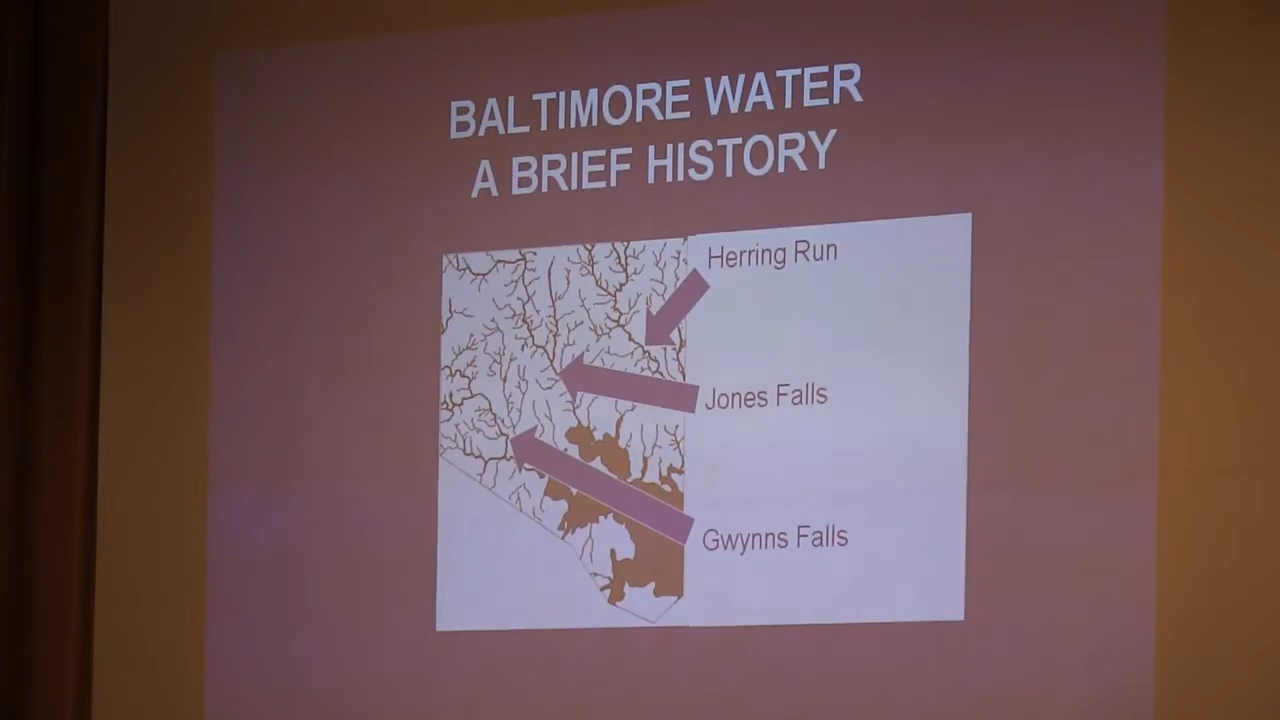 BALTIMORE WATER
A BRIEF HISTORY
Herring Run
Jones Falls
Gwynns Falls